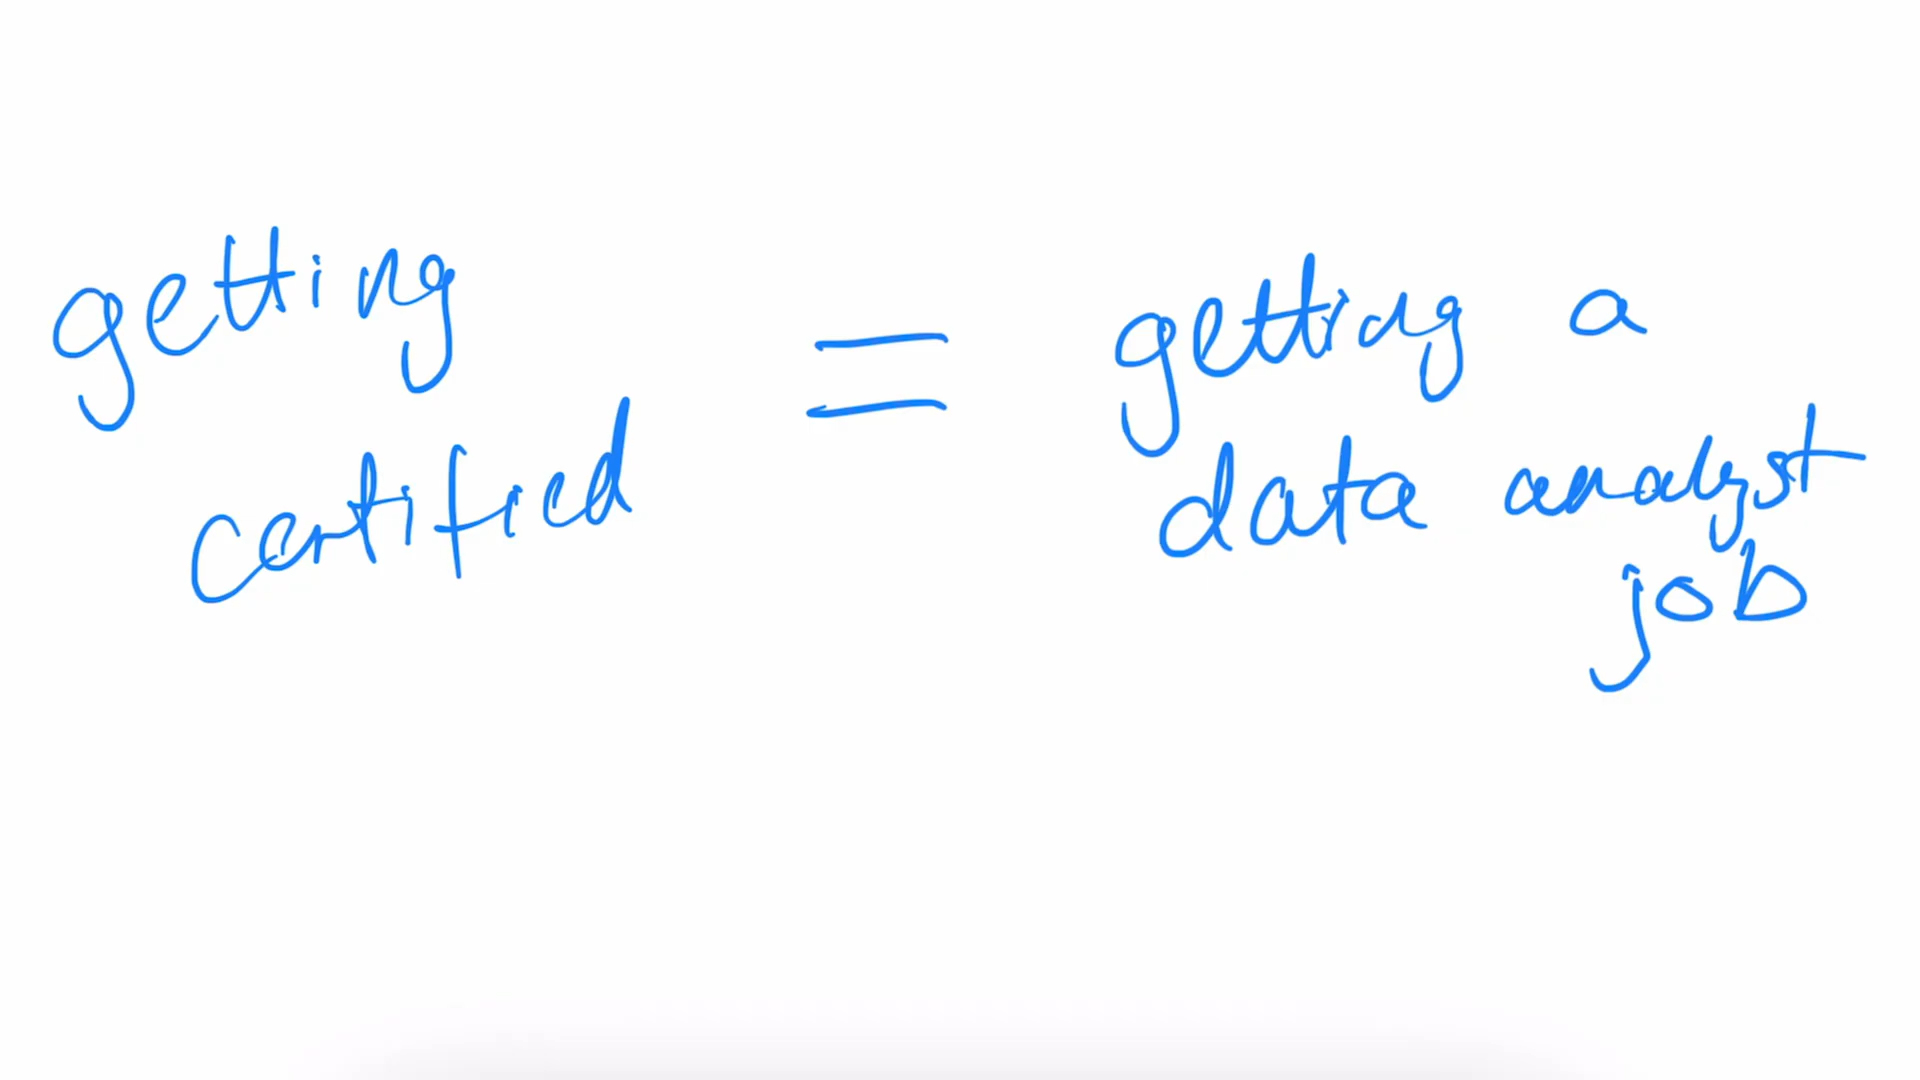 getting
certified
=
getting a
data analyst
job